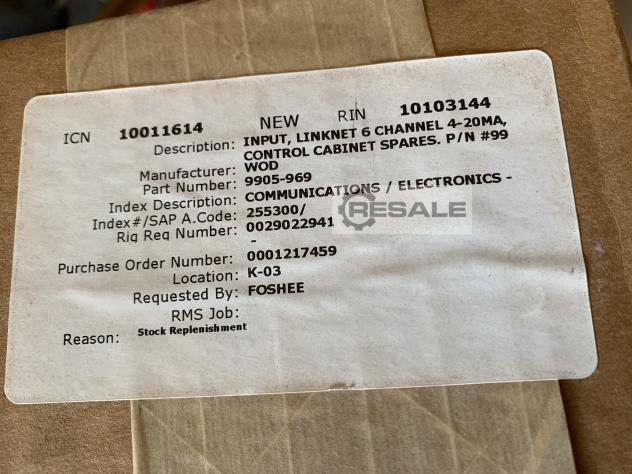 ICN 10011614 NEW RIN 10103144
Description: INPUT, LINKNET 6 CHANNEL 4-20MA,
CONTROL CABINET SPARES. P/N #99
Manufacturer: WOD
Part Number: 9905-969
Index Description: COMMUNICATIONS / ELECTRONICS -
Index#/SAP A.Code: 255300/
Rig Req Number: 0029022941
-
Purchase Order Number: 0001217459
Location: K-03
Requested By: FOSHEE
RMS Job:
Reason: Stock Replenishment
RESALE